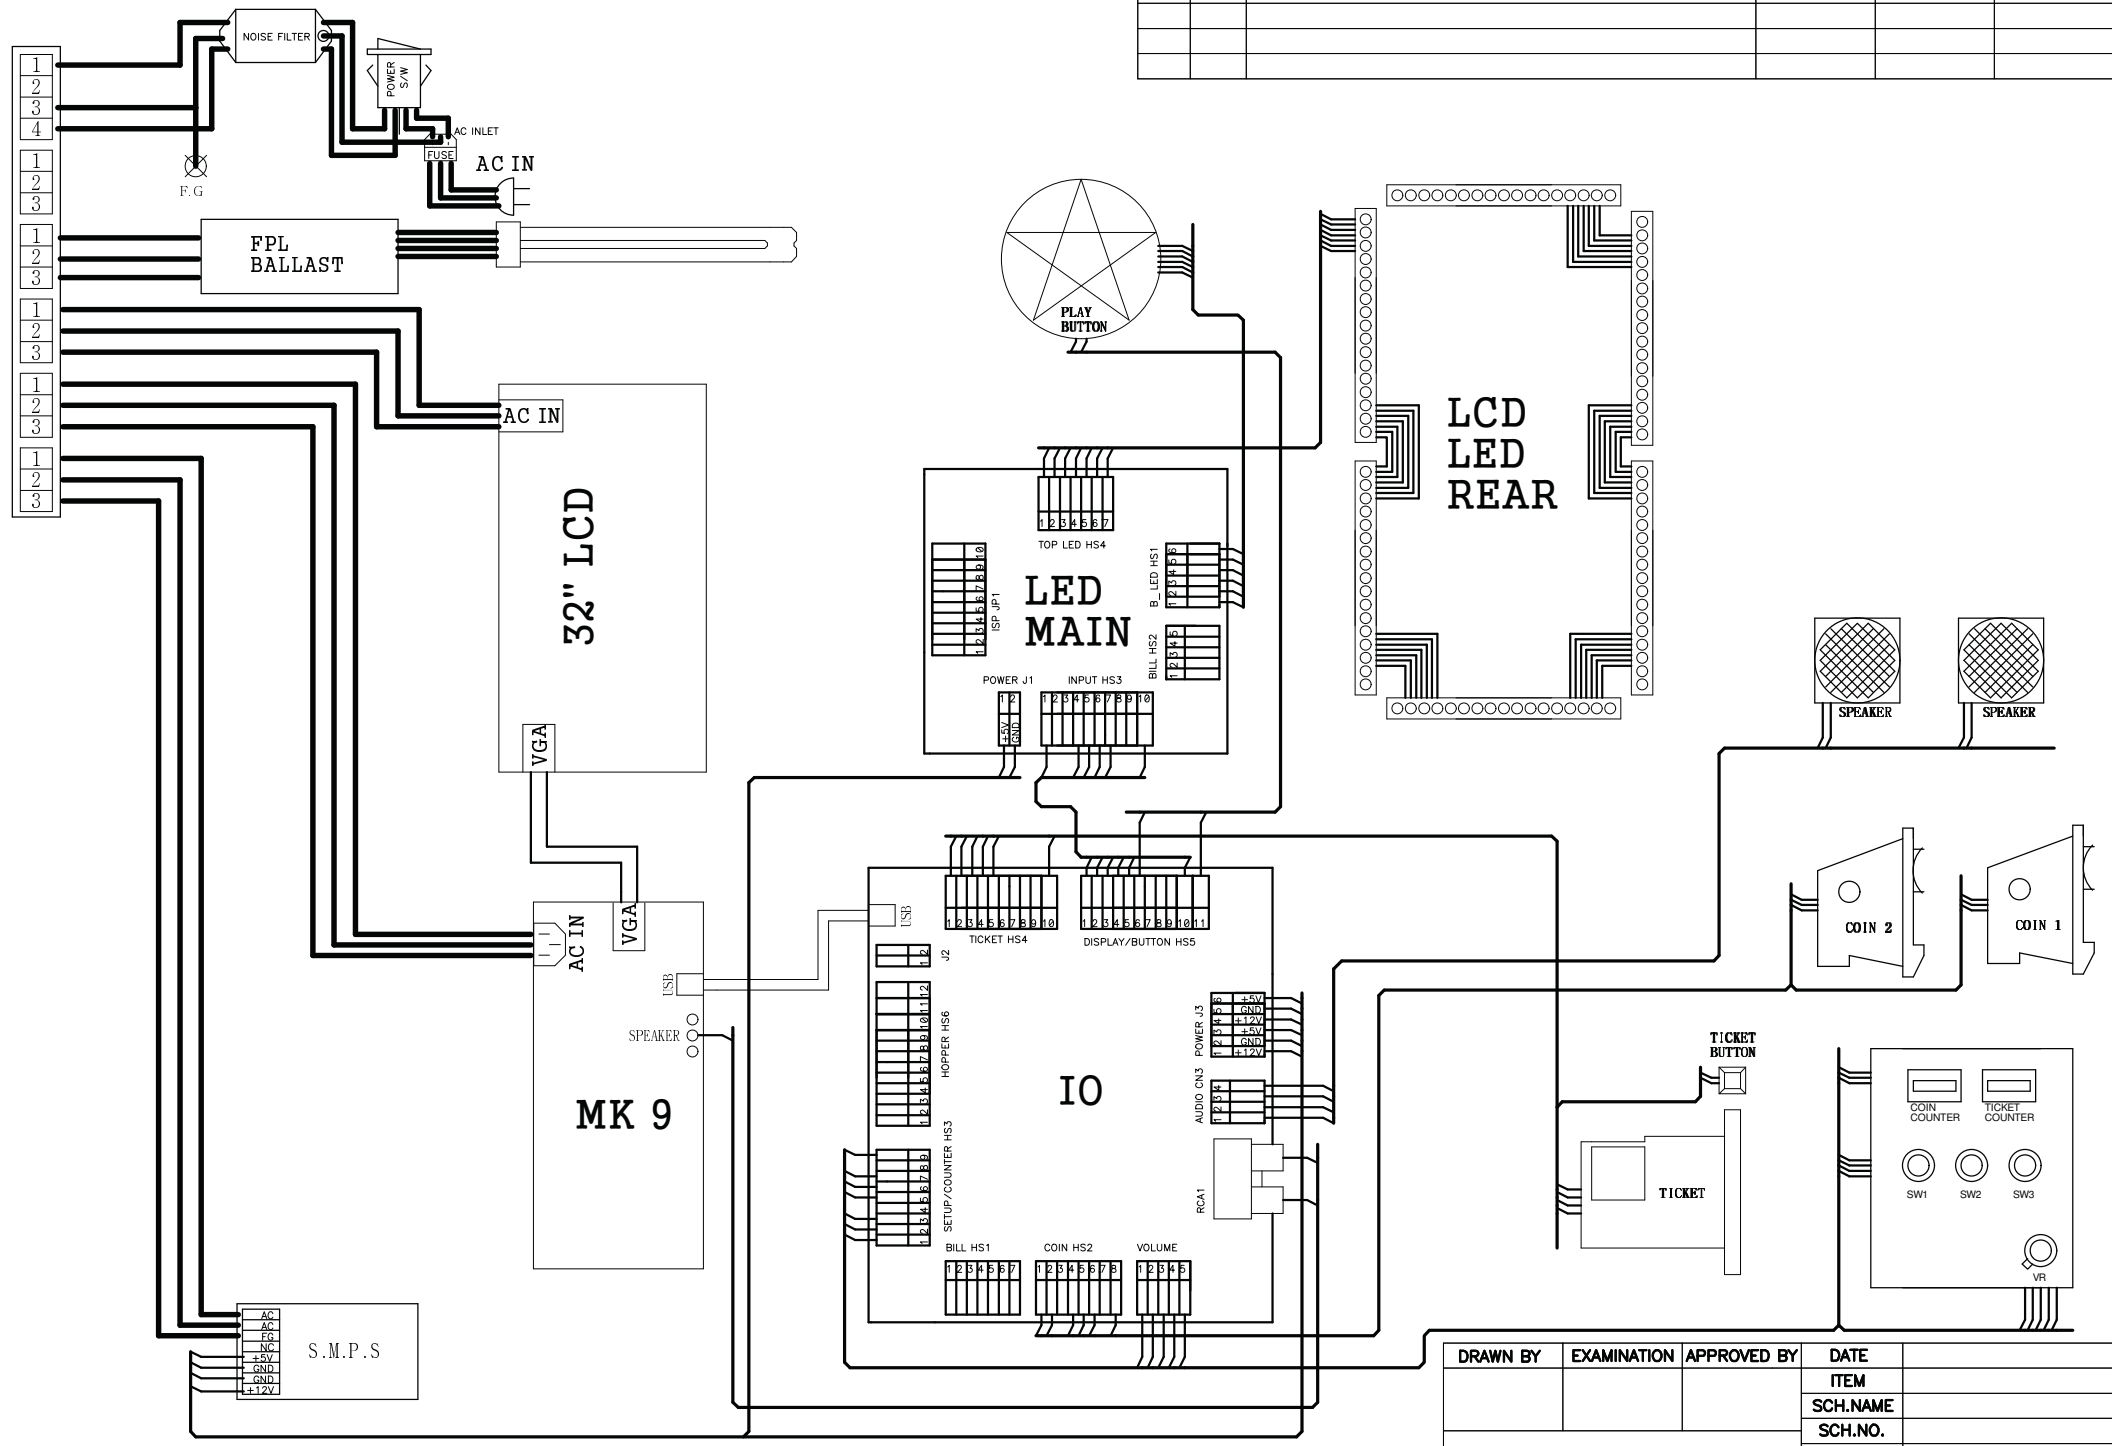 NOISE FILTER
POWER
S/W
AC INLET
FUSE
AC IN
F.G
1
2
3
4
1
2
3
1
2
3
1
2
3
1
2
3
1
2
3
FPL
BALLAST
AC IN
32" LCD
VGA
PLAY
BUTTON
LCD
LED
REAR
1 2 3 4 5 6 7
TOP LED HS4
LED
MAIN
1 2 3 4 5 6 7 8 9 10
ISP JP1
1 2 3 4 5 6
B_LED HS1
1 2 3 4 5
BILL HS2
POWER J1
1 2
+5V
GND
INPUT HS3
1 2 3 4 5 6 7 8 9 10
SPEAKER
SPEAKER
COIN 2
COIN 1
VGA
AC IN
USB
SPEAKER
MK 9
USB
1 2 3 4 5 6 7 8 9 10
TICKET HS4
1 2 3 4 5 6 7 8 9 10 11
DISPLAY/BUTTON HS5
1 2
J2
1 2 3 4 5 6 7 8 9 10 11 12
HOPPER HS6
IO
POWER J3
6 +5V
5 GND
4 +12V
3 +5V
2 GND
1 +12V
1 2 3 4
AUDIO CN3
RCA1
1 2 3 4 5 6 7 8 9
SETUP/COUNTER HS3
BILL HS1
1 2 3 4 5 6 7
COIN HS2
1 2 3 4 5 6 7 8
VOLUME
1 2 3 4 5
TICKET
BUTTON
TICKET
COIN
COUNTER
TICKET
COUNTER
SW1
SW2
SW3
VR
AC
AC
FG
NC
+5V
GND
GND
+12V
S.M.P.S
DRAWN BY
EXAMINATION
APPROVED BY
DATE
ITEM
SCH.NAME
SCH.NO.